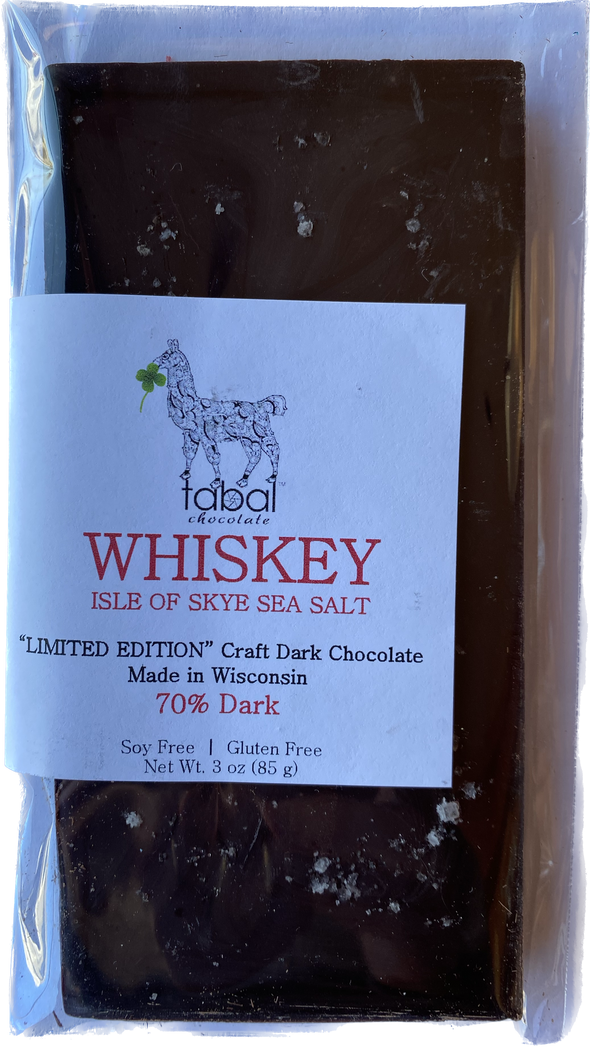 tabal™
chocolate
WHISKEY
ISLE OF SKYE SEA SALT
“LIMITED EDITION” Craft Dark Chocolate
Made in Wisconsin
70% Dark
Soy Free | Gluten Free
Net Wt. 3 oz (85 g)